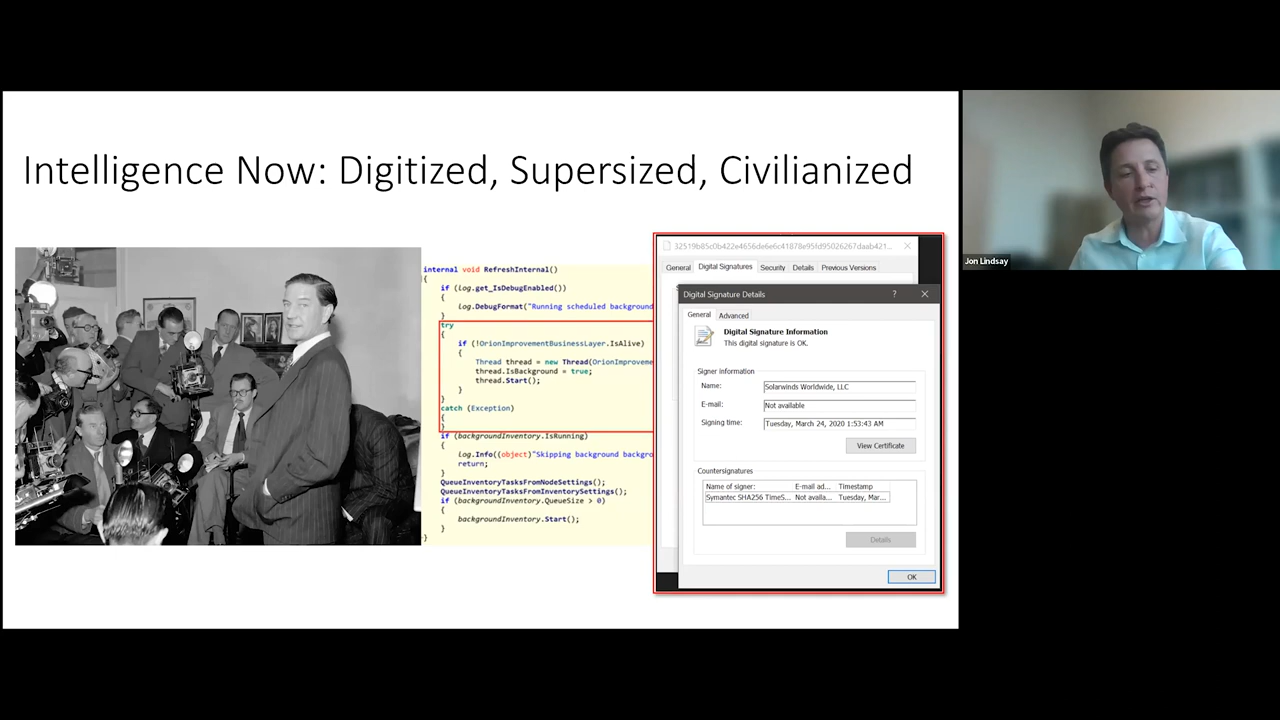 Intelligence Now: Digitized, Supersized, Civilianized
Jon Lindsay
internal void RefreshInternal()
{
if (log.get_IsDebugEnabled())
{
log.DebugFormat("Running scheduled background
}
try
{
if (!OrionImprovementBusinessLayer.IsAlive)
{
Thread thread = new Thread(OrionImproveme
thread.IsBackground = true;
thread.Start();
}
}
catch (Exception)
{
}
if (backgroundInventory.IsRunning)
{
log.Info((object)"Skipping background backgro
return;
}
QueueInventoryTasksFromNodeSettings();
QueueInventoryTasksFromInventorySettings();
if (backgroundInventory.QueueSize > 0)
{
backgroundInventory.Start();
}
}
General Digital Signatures Security Details Previous Versions
Digital Signature Details ?
General Advanced
Digital Signature Information
This digital signature is OK.
Signer information
Name: Solarwinds Worldwide, LLC
E-mail: Not available
Signing time: Tuesday, March 24, 2020 1:53:43 AM
View Certificate
Countersignatures
Name of signer: E-mail ad... Timestamp
Symantec SHA256 TimeS... Not availa... Tuesday, Mar...
Details
OK